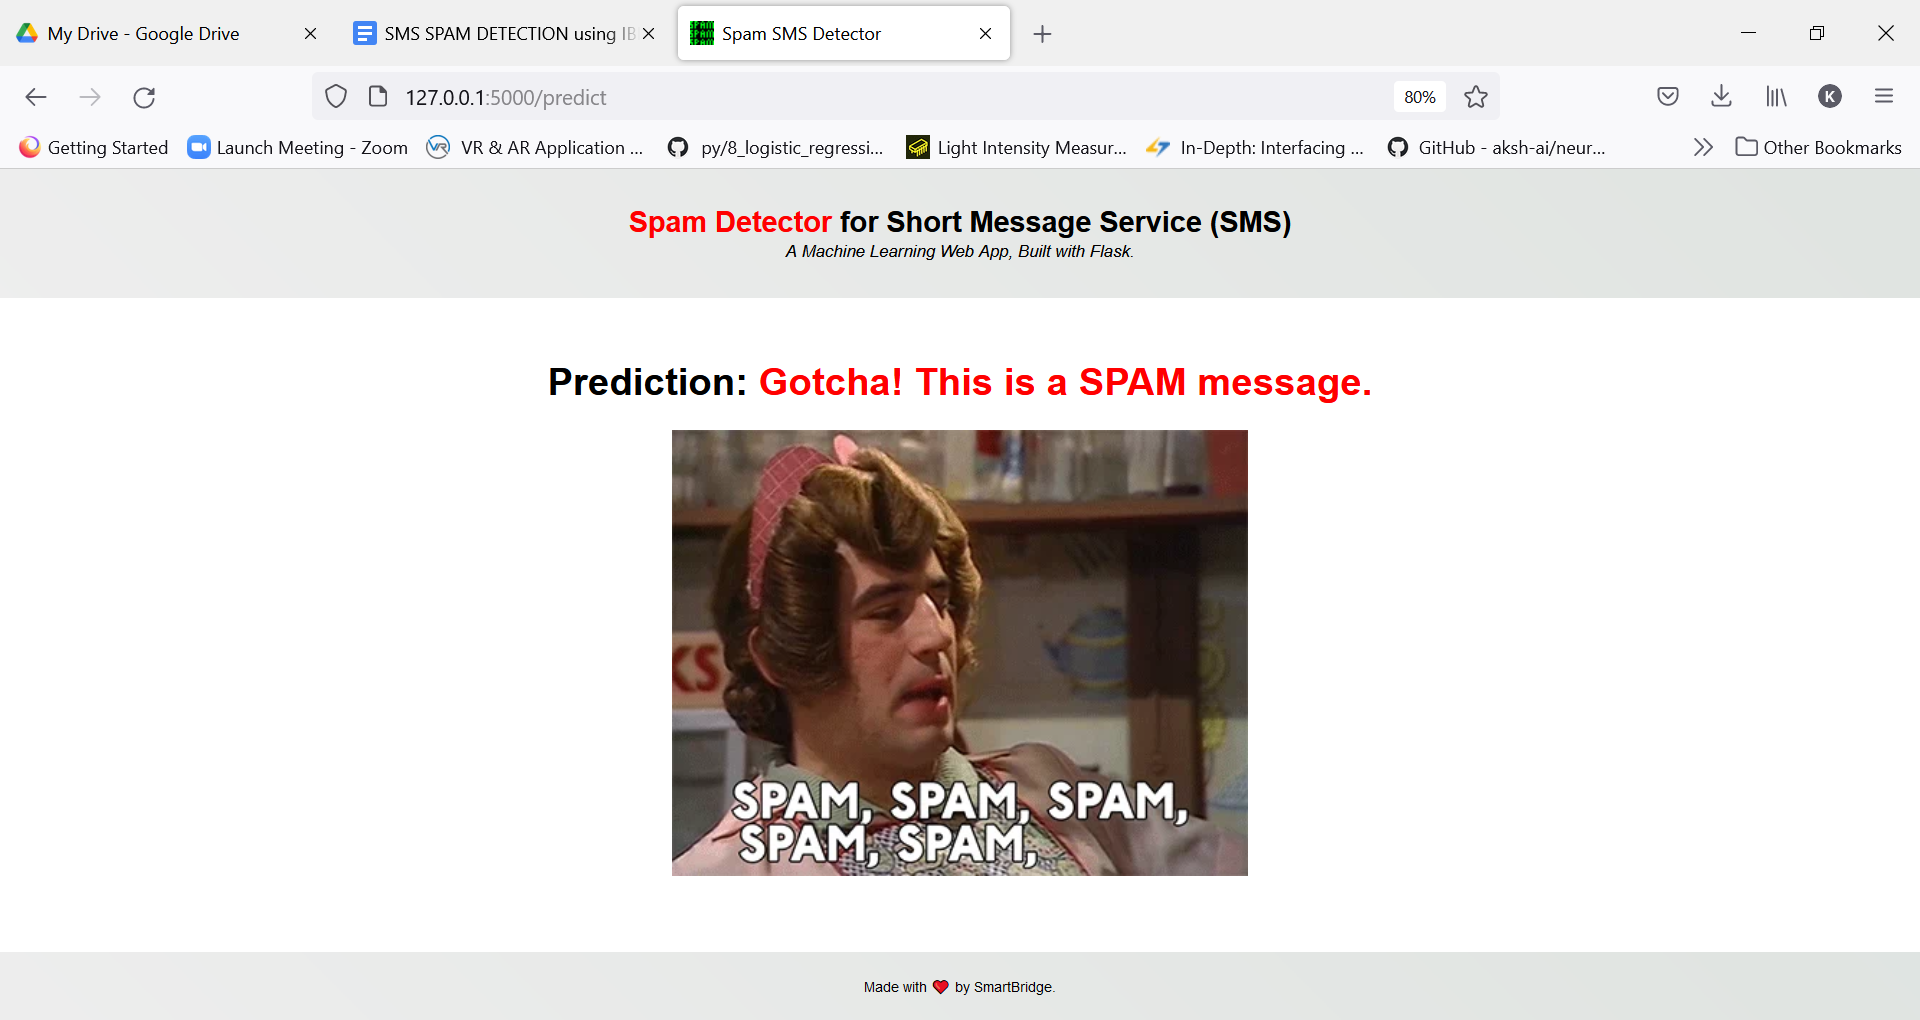 My Drive - Google Drive
SMS SPAM DETECTION using IB
Spam SMS Detector
127.0.0.1:5000/predict
80%
K
Getting Started
Launch Meeting - Zoom
VR & AR Application ...
py/8_logistic_regressi...
Light Intensity Measur...
In-Depth: Interfacing ...
GitHub - aksh-ai/neur...
Other Bookmarks
Spam Detector for Short Message Service (SMS)
A Machine Learning Web App, Built with Flask.
Prediction: Gotcha! This is a SPAM message.
KS
SPAM, SPAM, SPAM,
SPAM, SPAM,
Made with ❤ by SmartBridge.